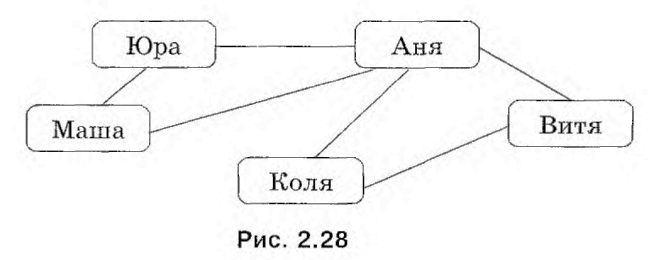 Юра
Аня
Маша
Витя
Коля
Рис. 2.28